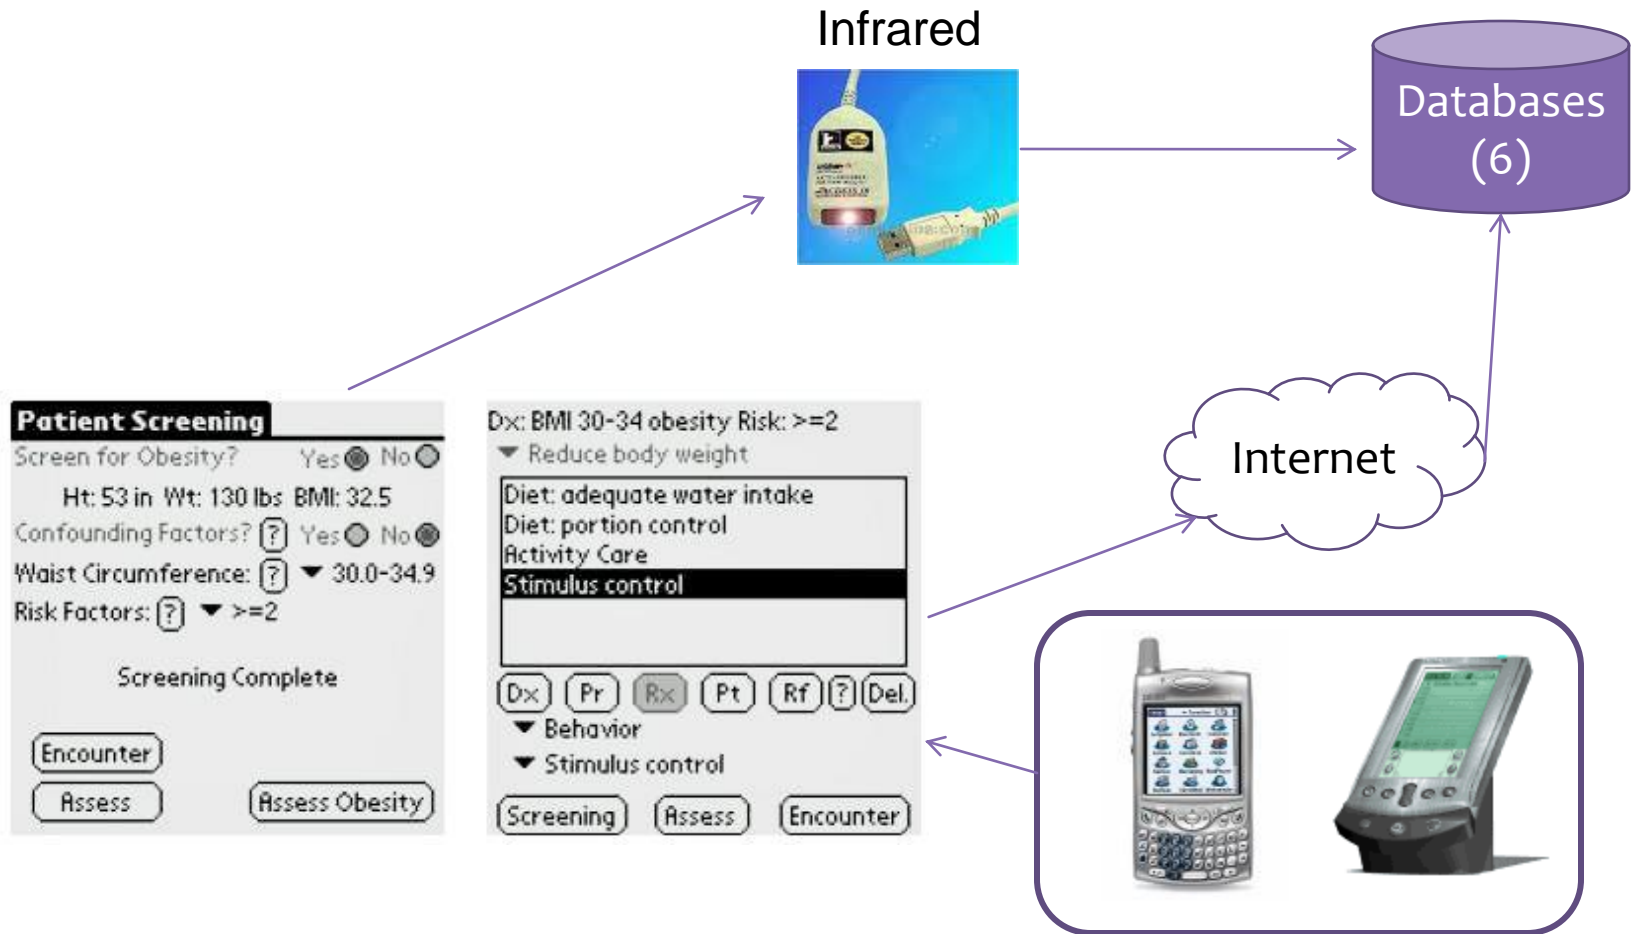 Infrared
Databases
(6)
Patient Screening
Screen for Obesity? Yes No
Ht: 53 in Wt: 130 lbs BMI: 32.5
Confounding Factors? ? Yes No
Waist Circumference: ? 30.0-34.9
Risk Factors: ? >=2
Screening Complete
Encounter
Assess Assess Obesity
Dx: BMI 30-34 obesity Risk: >=2
Reduce body weight
Diet: adequate water intake
Diet: portion control
Activity Care
Stimulus control
Dx Pr Rx Pt Rf ? Del.
Behavior
Stimulus control
Screening Assess Encounter
Internet